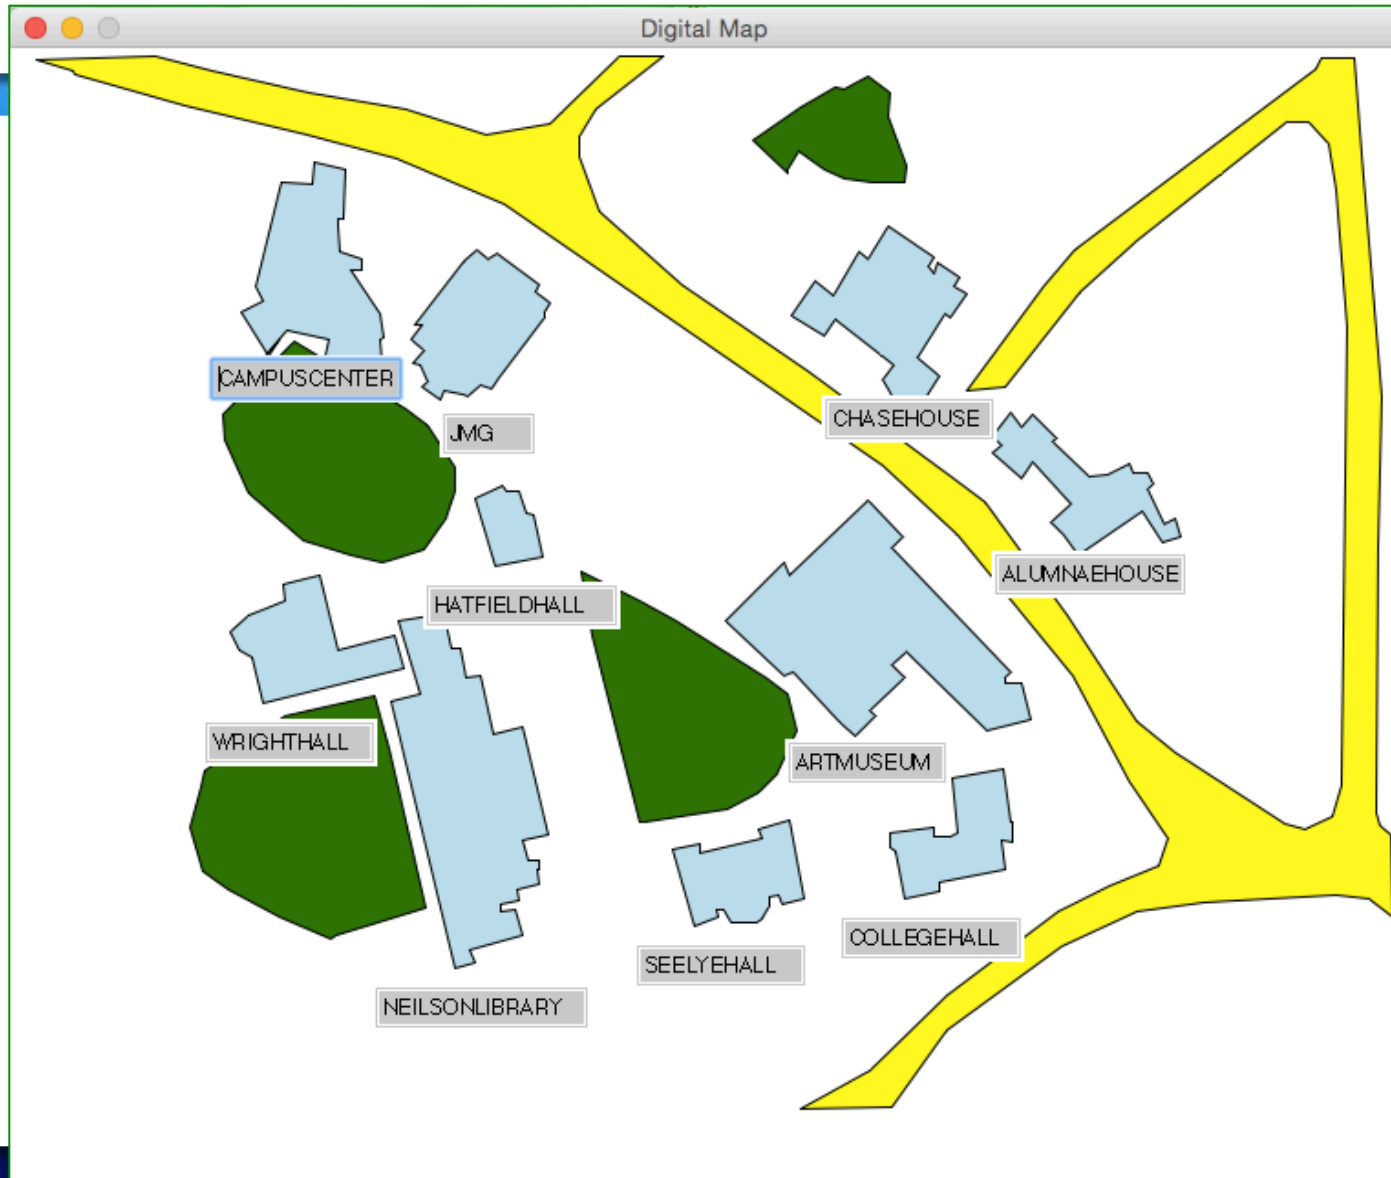 Digital Map
CAMPUSCENTER
JMG
CHASEHOUSE
ALUMNAEHOUSE
HATFIELDHALL
WRIGHTHALL
ARTMUSEUM
COLLEGEHALL
SEELYEHALL
NEILSONLIBRARY